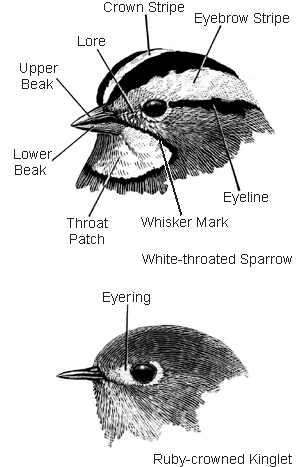 Crown Stripe
Eyebrow Stripe
Lore
Upper
Beak
Lower
Beak
Eyeline
Throat
Patch
Whisker Mark
White-throated Sparrow
Eyering
Ruby-crowned Kinglet